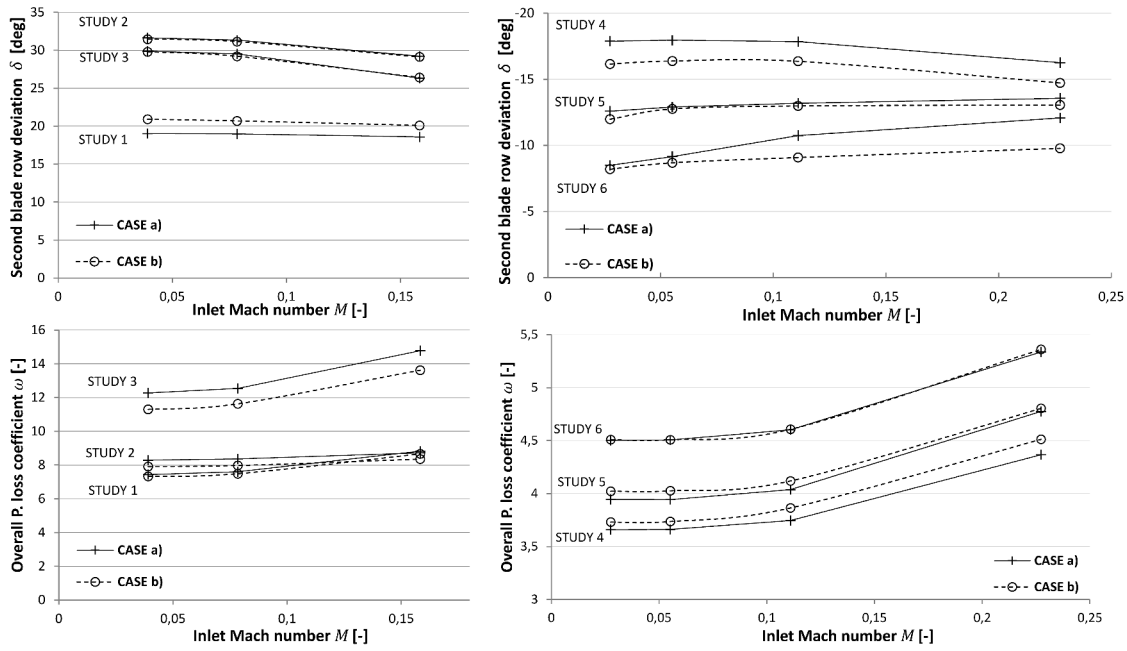 Second blade row deviation δ [deg]
35
30
25
20
15
10
5
0
STUDY 2
STUDY 3
STUDY 1
CASE a)
CASE b)
0
0,05
0,1
0,15
Inlet Mach number M [-]
Second blade row deviation δ [deg]
-20
-15
-10
-5
0
STUDY 4
STUDY 5
STUDY 6
CASE a)
CASE b)
0
0,05
0,1
0,15
0,2
0,25
Inlet Mach number M [-]
Overall P. loss coefficient ω [-]
16
14
12
10
8
6
4
2
0
STUDY 3
STUDY 2
STUDY 1
CASE a)
CASE b)
0
0,05
0,1
0,15
Inlet Mach number M [-]
Overall P. loss coefficient ω [-]
5,5
5
4,5
4
3,5
3
STUDY 6
STUDY 5
STUDY 4
CASE a)
CASE b)
0
0,05
0,1
0,15
0,2
0,25
Inlet Mach number M [-]